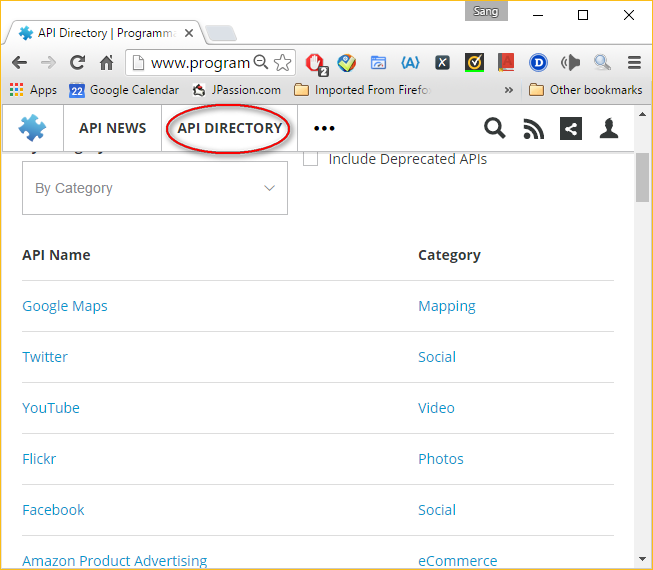 Sang
API Directory | Programma
www.program
2
Apps
22
Google Calendar
JPassion.com
Imported From Firefo
»
Other bookmarks
API NEWS
API DIRECTORY
•••
Include Deprecated APIs
By Category
API Name Category
Google Maps Mapping
Twitter Social
YouTube Video
Flickr Photos
Facebook Social
Amazon Product Advertising eCommerce